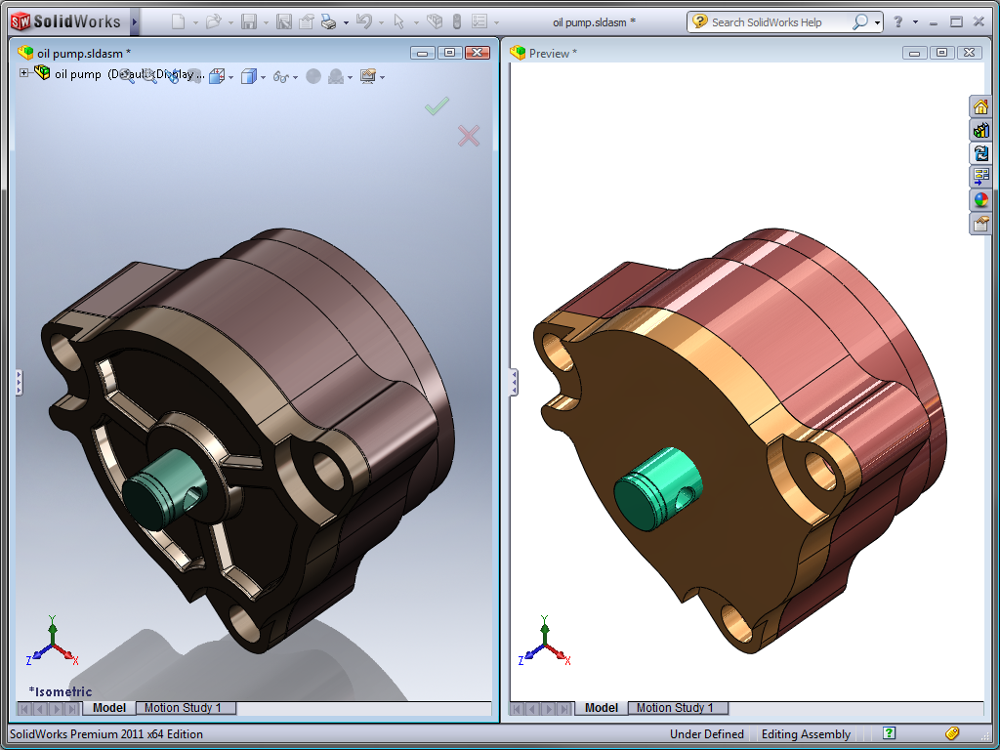 SolidWorks
oil pump.sldasm *
Search SolidWorks Help
?
oil pump.sldasm *
Preview *
oil pump (Default<Display ...
Y
Z
X
*Isometric
Model
Motion Study 1
Y
Z
X
Model
Motion Study 1
SolidWorks Premium 2011 x64 Edition
Under Defined
Editing Assembly
?